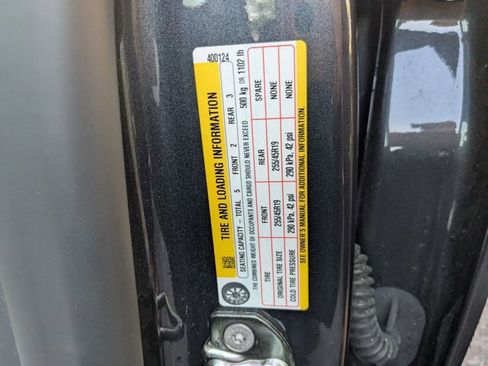 400124
TIRE AND LOADING INFORMATION
SEATING CAPACITY – TOTAL 5 FRONT 2 REAR 3
THE COMBINED WEIGHT OF OCCUPANTS AND CARGO SHOULD NEVER EXCEED 500 kg OR 1102 lb
TIRE FRONT REAR SPARE
ORIGINAL TIRE SIZE 255/45R19 255/45R19 NONE
COLD TIRE PRESSURE 290 kPa, 42 psi 290 kPa, 42 psi NONE
SEE OWNER'S MANUAL FOR ADDITIONAL INFORMATION.